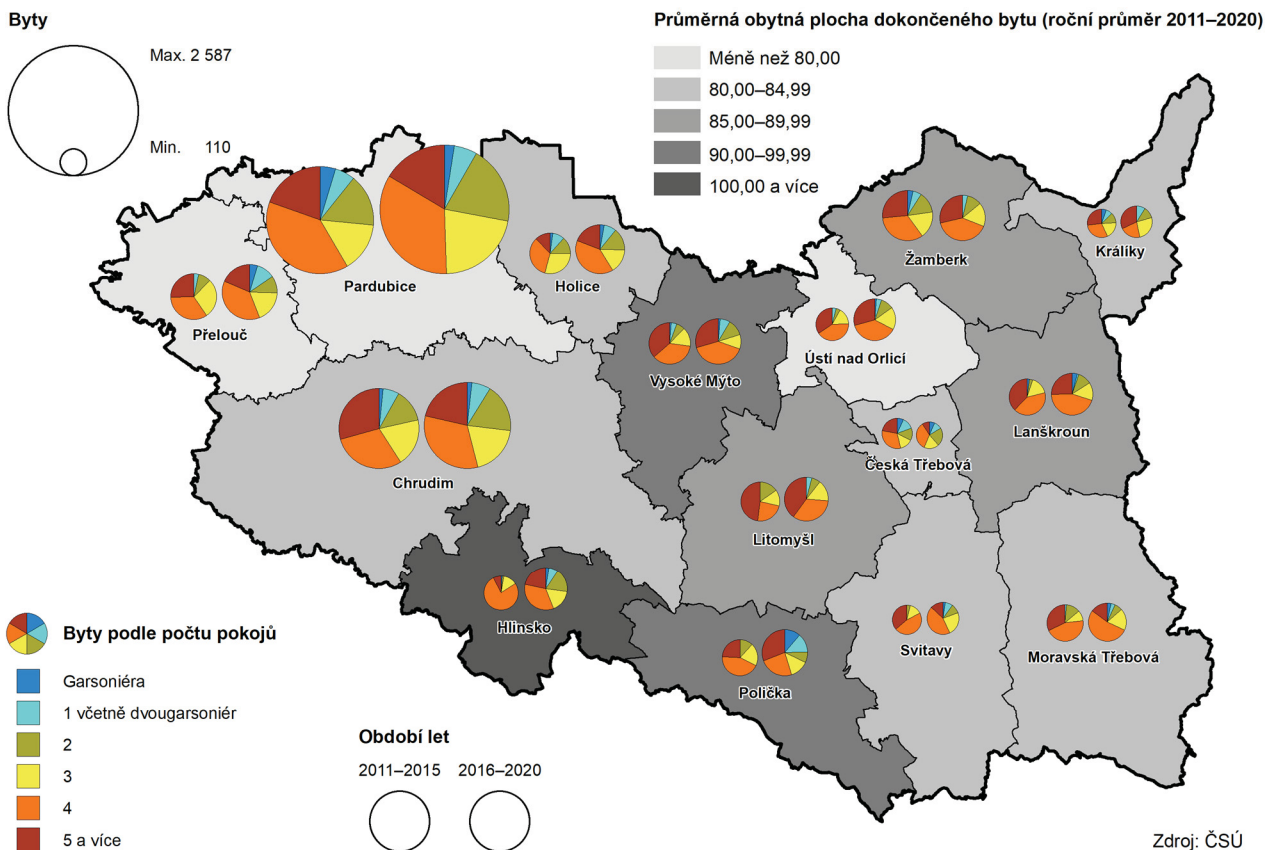 Byty
Max. 2 587
Min. 110
Průměrná obytná plocha dokončeného bytu (roční průměr 2011–2020)
Méně než 80,00
80,00–84,99
85,00–89,99
90,00–99,99
100,00 a více
Pardubice
Holice
Přelouč
Žamberk
Králíky
Ústí nad Orlicí
Vysoké Mýto
Lanškroun
Česká Třebová
Chrudim
Litomyšl
Hlinsko
Svitavy
Moravská Třebová
Polička
Byty podle počtu pokojů
Garsoniéra
1 včetně dvougarsoniér
2
3
4
5 a více
Období let
2011–2015 2016–2020
Zdroj: ČSÚ